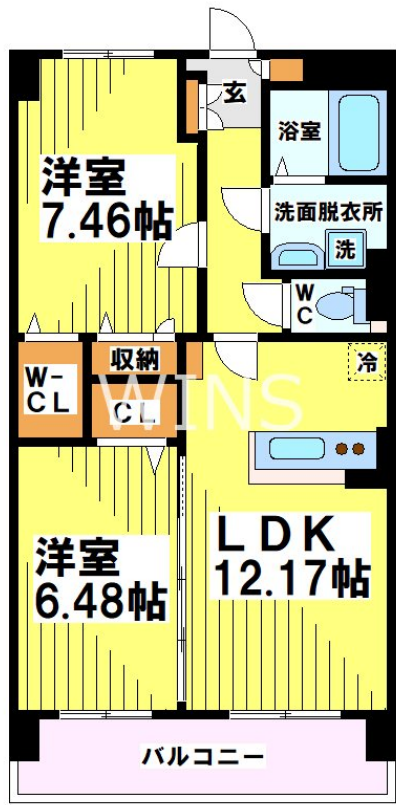 玄
浴室
洋室
7.46帖
洗面脱衣所
洗
WC
W-CL
収納
冷
CL
WINS
LDK
12.17帖
洋室
6.48帖
バルコニー